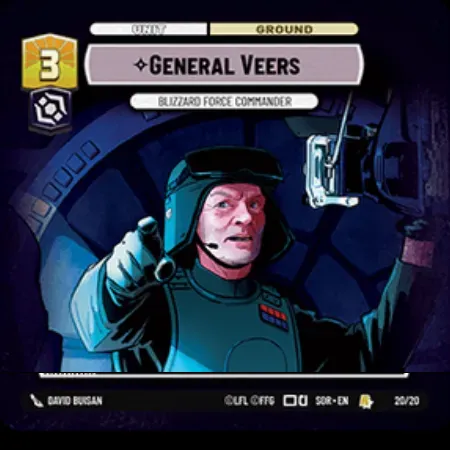 UNIT GROUND
3
GENERAL VEERS
BLIZZARD FORCE COMMANDER
DAVID BUISAN ©LFL ©FFG SOR • EN 20/20